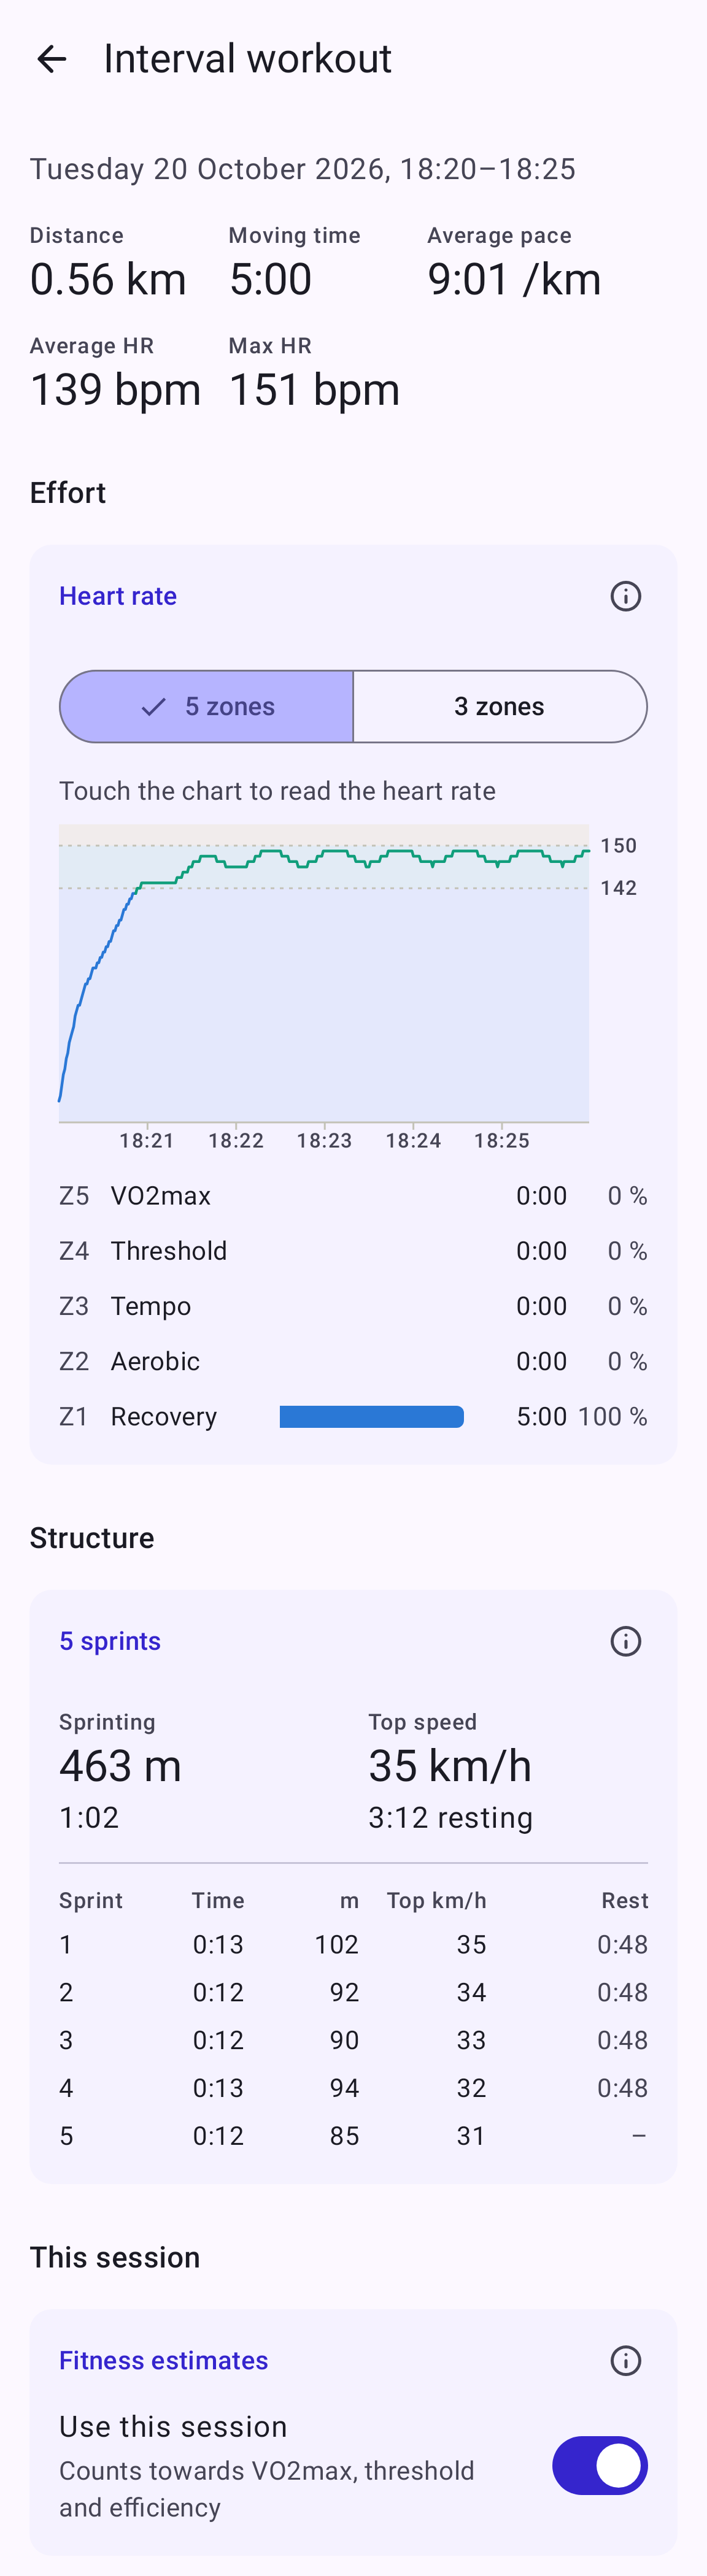 Interval workout
Tuesday 20 October 2026, 18:20–18:25
Distance Moving time Average pace
0.56 km 5:00 9:01 /km
Average HR Max HR
139 bpm 151 bpm
Effort
Heart rate
5 zones 3 zones
Touch the chart to read the heart rate
150
142
18:21 18:22 18:23 18:24 18:25
Z5 VO2max 0:00 0 %
Z4 Threshold 0:00 0 %
Z3 Tempo 0:00 0 %
Z2 Aerobic 0:00 0 %
Z1 Recovery 5:00 100 %
Structure
5 sprints
Sprinting Top speed
463 m 35 km/h
1:02 3:12 resting
Sprint Time m Top km/h Rest
1 0:13 102 35 0:48
2 0:12 92 34 0:48
3 0:12 90 33 0:48
4 0:13 94 32 0:48
5 0:12 85 31 –
This session
Fitness estimates
Use this session
Counts towards VO2max, threshold
and efficiency